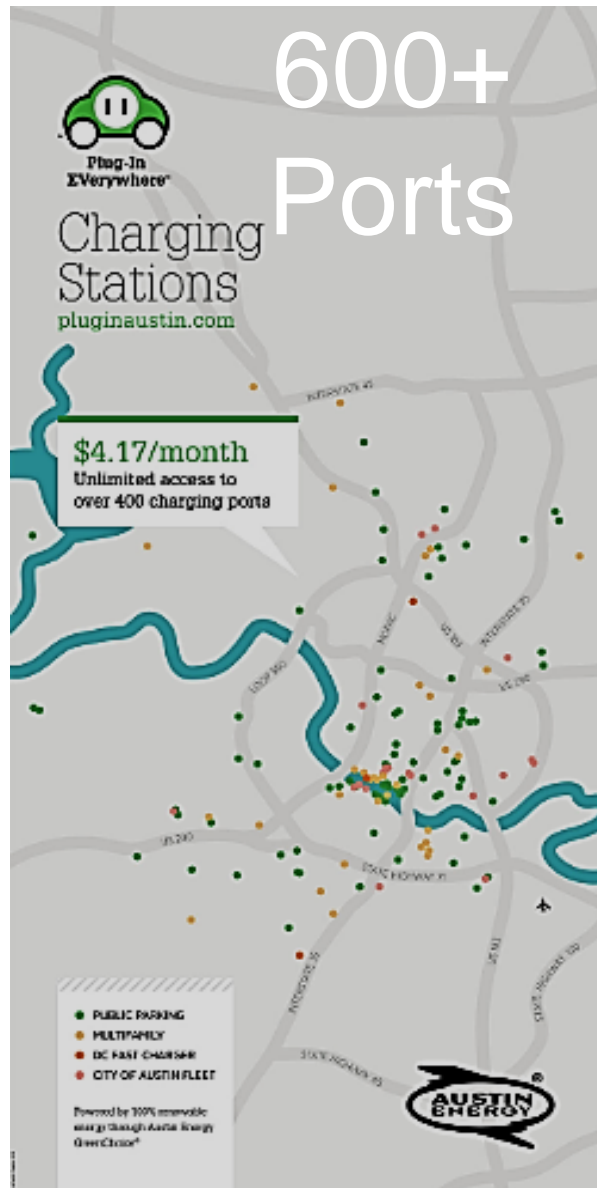 600+
Ports
Plug-In
EVerywhere®
Charging
Stations
pluginaustin.com
INTERSTATE 45
$4.17/month
Unlimited access to
over 400 charging ports
MOPAC
US 183
INTERSTATE 35
LOOP 360
US 290
US 290
STATE HIGHWAY 71
INTERSTATE 35
US 183
STATE HIGHWAY 130
STATE HIGHWAY 45
PUBLIC PARKING
MULTIFAMILY
DC FAST CHARGER
CITY OF AUSTIN FLEET
Powered by 100% renewable
energy through Austin Energy
GreenChoice®
AUSTIN
ENERGY®